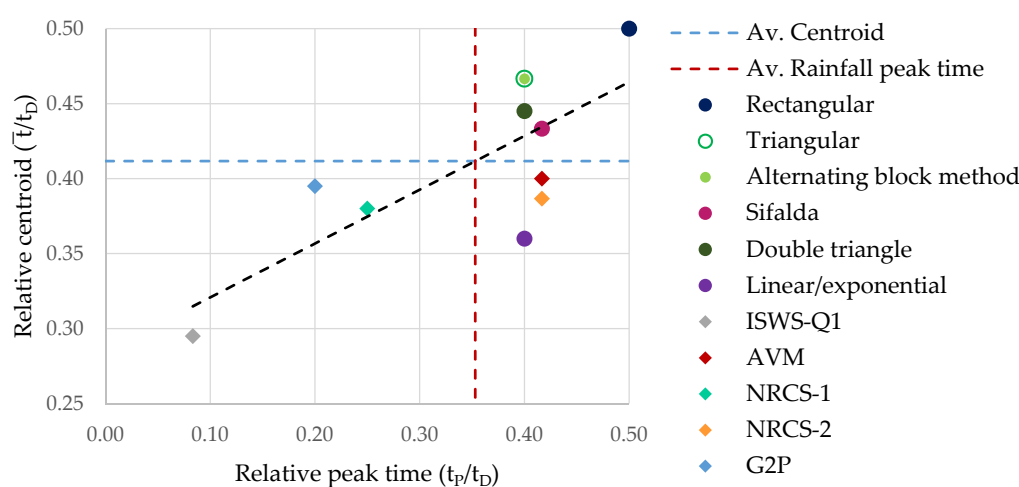 0.50
0.45
0.40
0.35
0.30
0.25
Relative centroid (t̅/tD)
0.00 0.10 0.20 0.30 0.40 0.50
Relative peak time (tP/tD)
Av. Centroid
Av. Rainfall peak time
Rectangular
Triangular
Alternating block method
Sifalda
Double triangle
Linear/exponential
ISWS-Q1
AVM
NRCS-1
NRCS-2
G2P